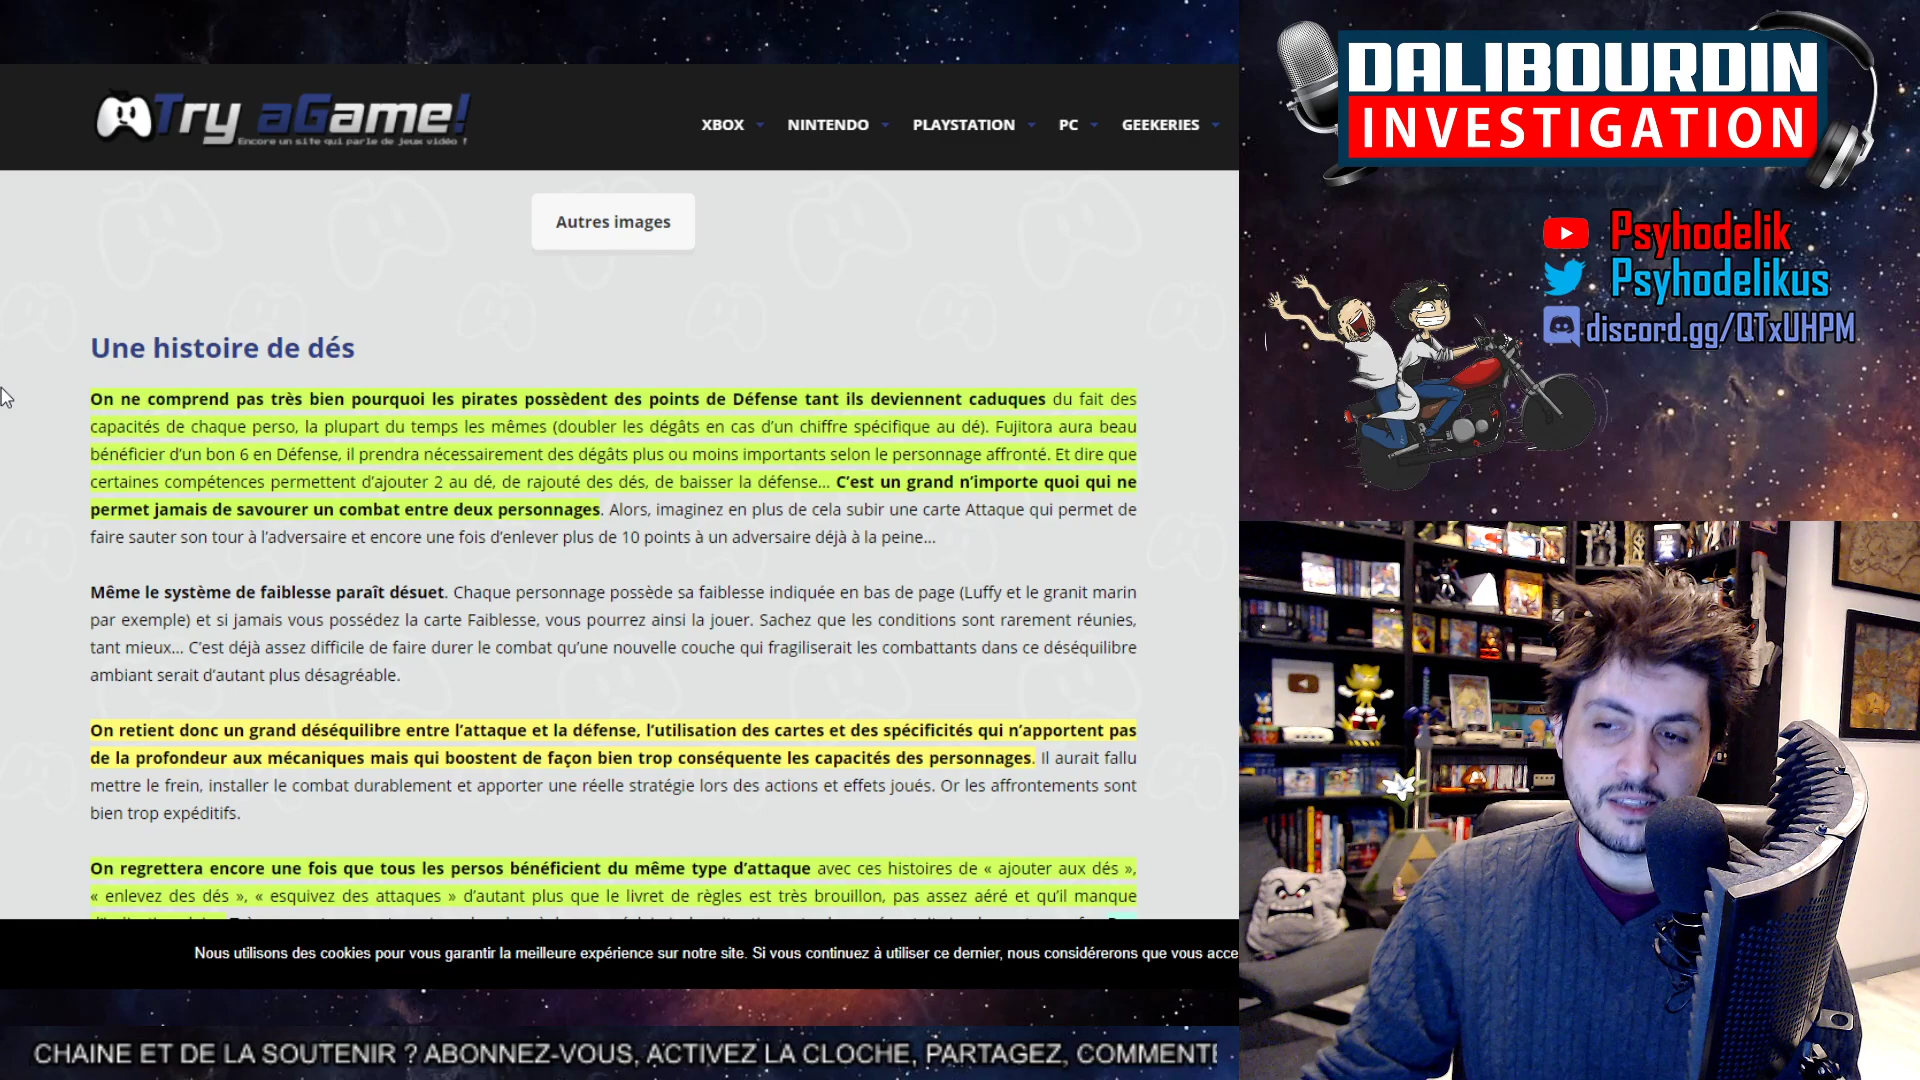 Try aGame!
Encore un site qui parle de jeux vidéo !
XBOX NINTENDO PLAYSTATION PC GEEKERIES
Autres images
Une histoire de dés
On ne comprend pas très bien pourquoi les pirates possèdent des points de Défense tant ils deviennent caduques du fait des
capacités de chaque perso, la plupart du temps les mêmes (doubler les dégâts en cas d’un chiffre spécifique au dé). Fujitora aura beau
bénéficier d’un bon 6 en Défense, il prendra nécessairement des dégâts plus ou moins importants selon le personnage affronté. Et dire que
certaines compétences permettent d’ajouter 2 au dé, de rajouté des dés, de baisser la défense… C’est un grand n’importe quoi qui ne
permet jamais de savourer un combat entre deux personnages. Alors, imaginez en plus de cela subir une carte Attaque qui permet de
faire sauter son tour à l’adversaire et encore une fois d’enlever plus de 10 points à un adversaire déjà à la peine…
Même le système de faiblesse paraît désuet. Chaque personnage possède sa faiblesse indiquée en bas de page (Luffy et le granit marin
par exemple) et si jamais vous possédez la carte Faiblesse, vous pourrez ainsi la jouer. Sachez que les conditions sont rarement réunies,
tant mieux… C’est déjà assez difficile de faire durer le combat qu’une nouvelle couche qui fragiliserait les combattants dans ce déséquilibre
ambiant serait d’autant plus désagréable.
On retient donc un grand déséquilibre entre l’attaque et la défense, l’utilisation des cartes et des spécificités qui n’apportent pas
de la profondeur aux mécaniques mais qui boostent de façon bien trop conséquente les capacités des personnages. Il aurait fallu
mettre le frein, installer le combat durablement et apporter une réelle stratégie lors des actions et effets joués. Or les affrontements sont
bien trop expéditifs.
On regrettera encore une fois que tous les persos bénéficient du même type d’attaque avec ces histoires de « ajouter aux dés »,
« enlevez des dés », « esquivez des attaques » d’autant plus que le livret de règles est très brouillon, pas assez aéré et qu’il manque
Nous utilisons des cookies pour vous garantir la meilleure expérience sur notre site. Si vous continuez à utiliser ce dernier, nous considérerons que vous acce
CHAINE ET DE LA SOUTENIR ? ABONNEZ-VOUS, ACTIVEZ LA CLOCHE, PARTAGEZ, COMMENTE
DALIBOURDIN
INVESTIGATION
Psyhodelik
Psyhodelikus
discord.gg/QTxUHPM